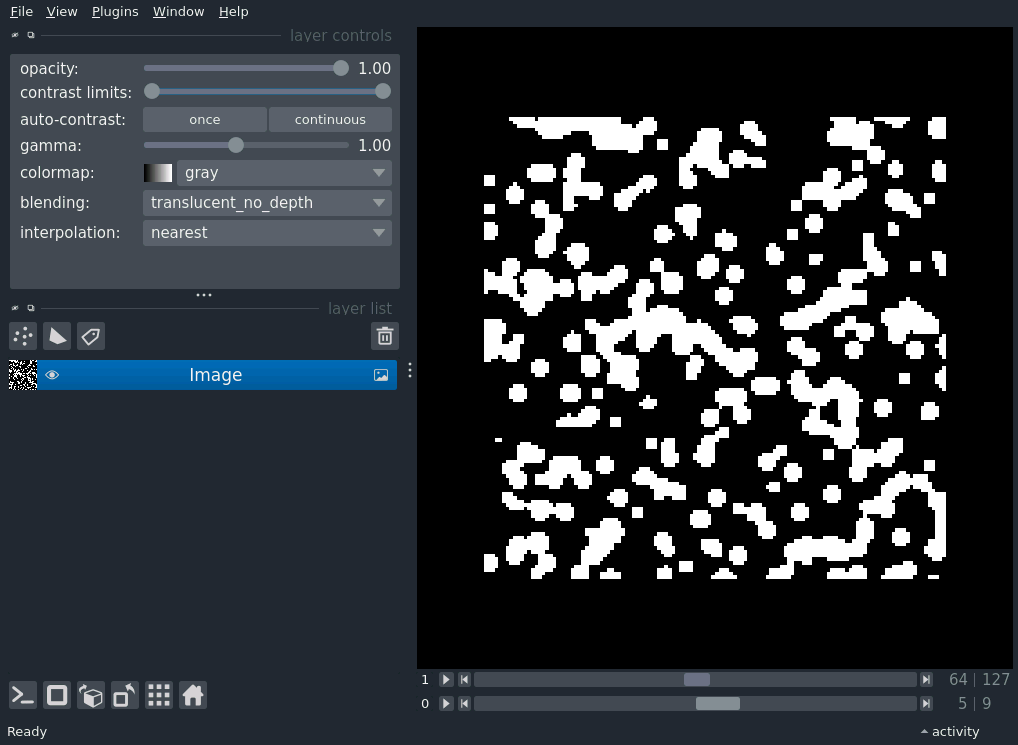 File View Plugins Window Help
layer controls
opacity: 1.00
contrast limits:
auto-contrast: once continuous
gamma: 1.00
colormap: gray
blending: translucent_no_depth
interpolation: nearest
layer list
Image
1 64 | 127
0 5 | 9
Ready activity